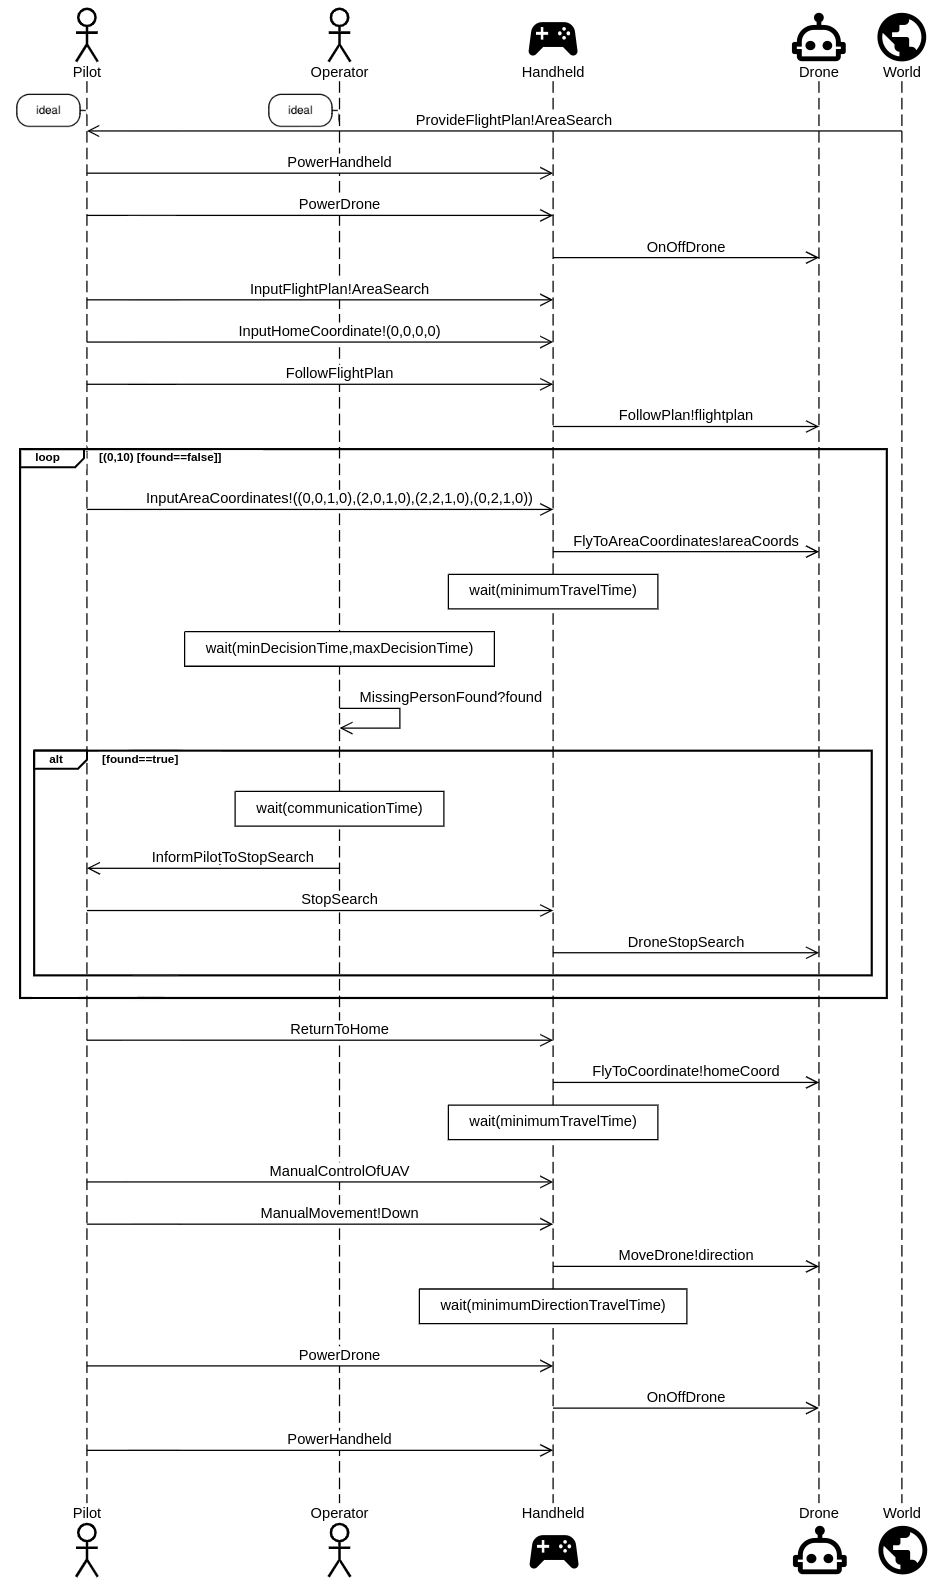 Pilot
Operator
Handheld
Drone
World
ideal
ideal
ProvideFlightPlan!AreaSearch
PowerHandheld
PowerDrone
OnOffDrone
InputFlightPlan!AreaSearch
InputHomeCoordinate!(0,0,0,0)
FollowFlightPlan
FollowPlan!flightplan
loop
[(0,10) [found==false]]
InputAreaCoordinates!((0,0,1,0),(2,0,1,0),(2,2,1,0),(0,2,1,0))
FlyToAreaCoordinates!areaCoords
wait(minimumTravelTime)
wait(minDecisionTime,maxDecisionTime)
MissingPersonFound?found
alt
[found==true]
wait(communicationTime)
InformPilotToStopSearch
StopSearch
DroneStopSearch
ReturnToHome
FlyToCoordinate!homeCoord
wait(minimumTravelTime)
ManualControlOfUAV
ManualMovement!Down
MoveDrone!direction
wait(minimumDirectionTravelTime)
PowerDrone
OnOffDrone
PowerHandheld
Pilot
Operator
Handheld
Drone
World